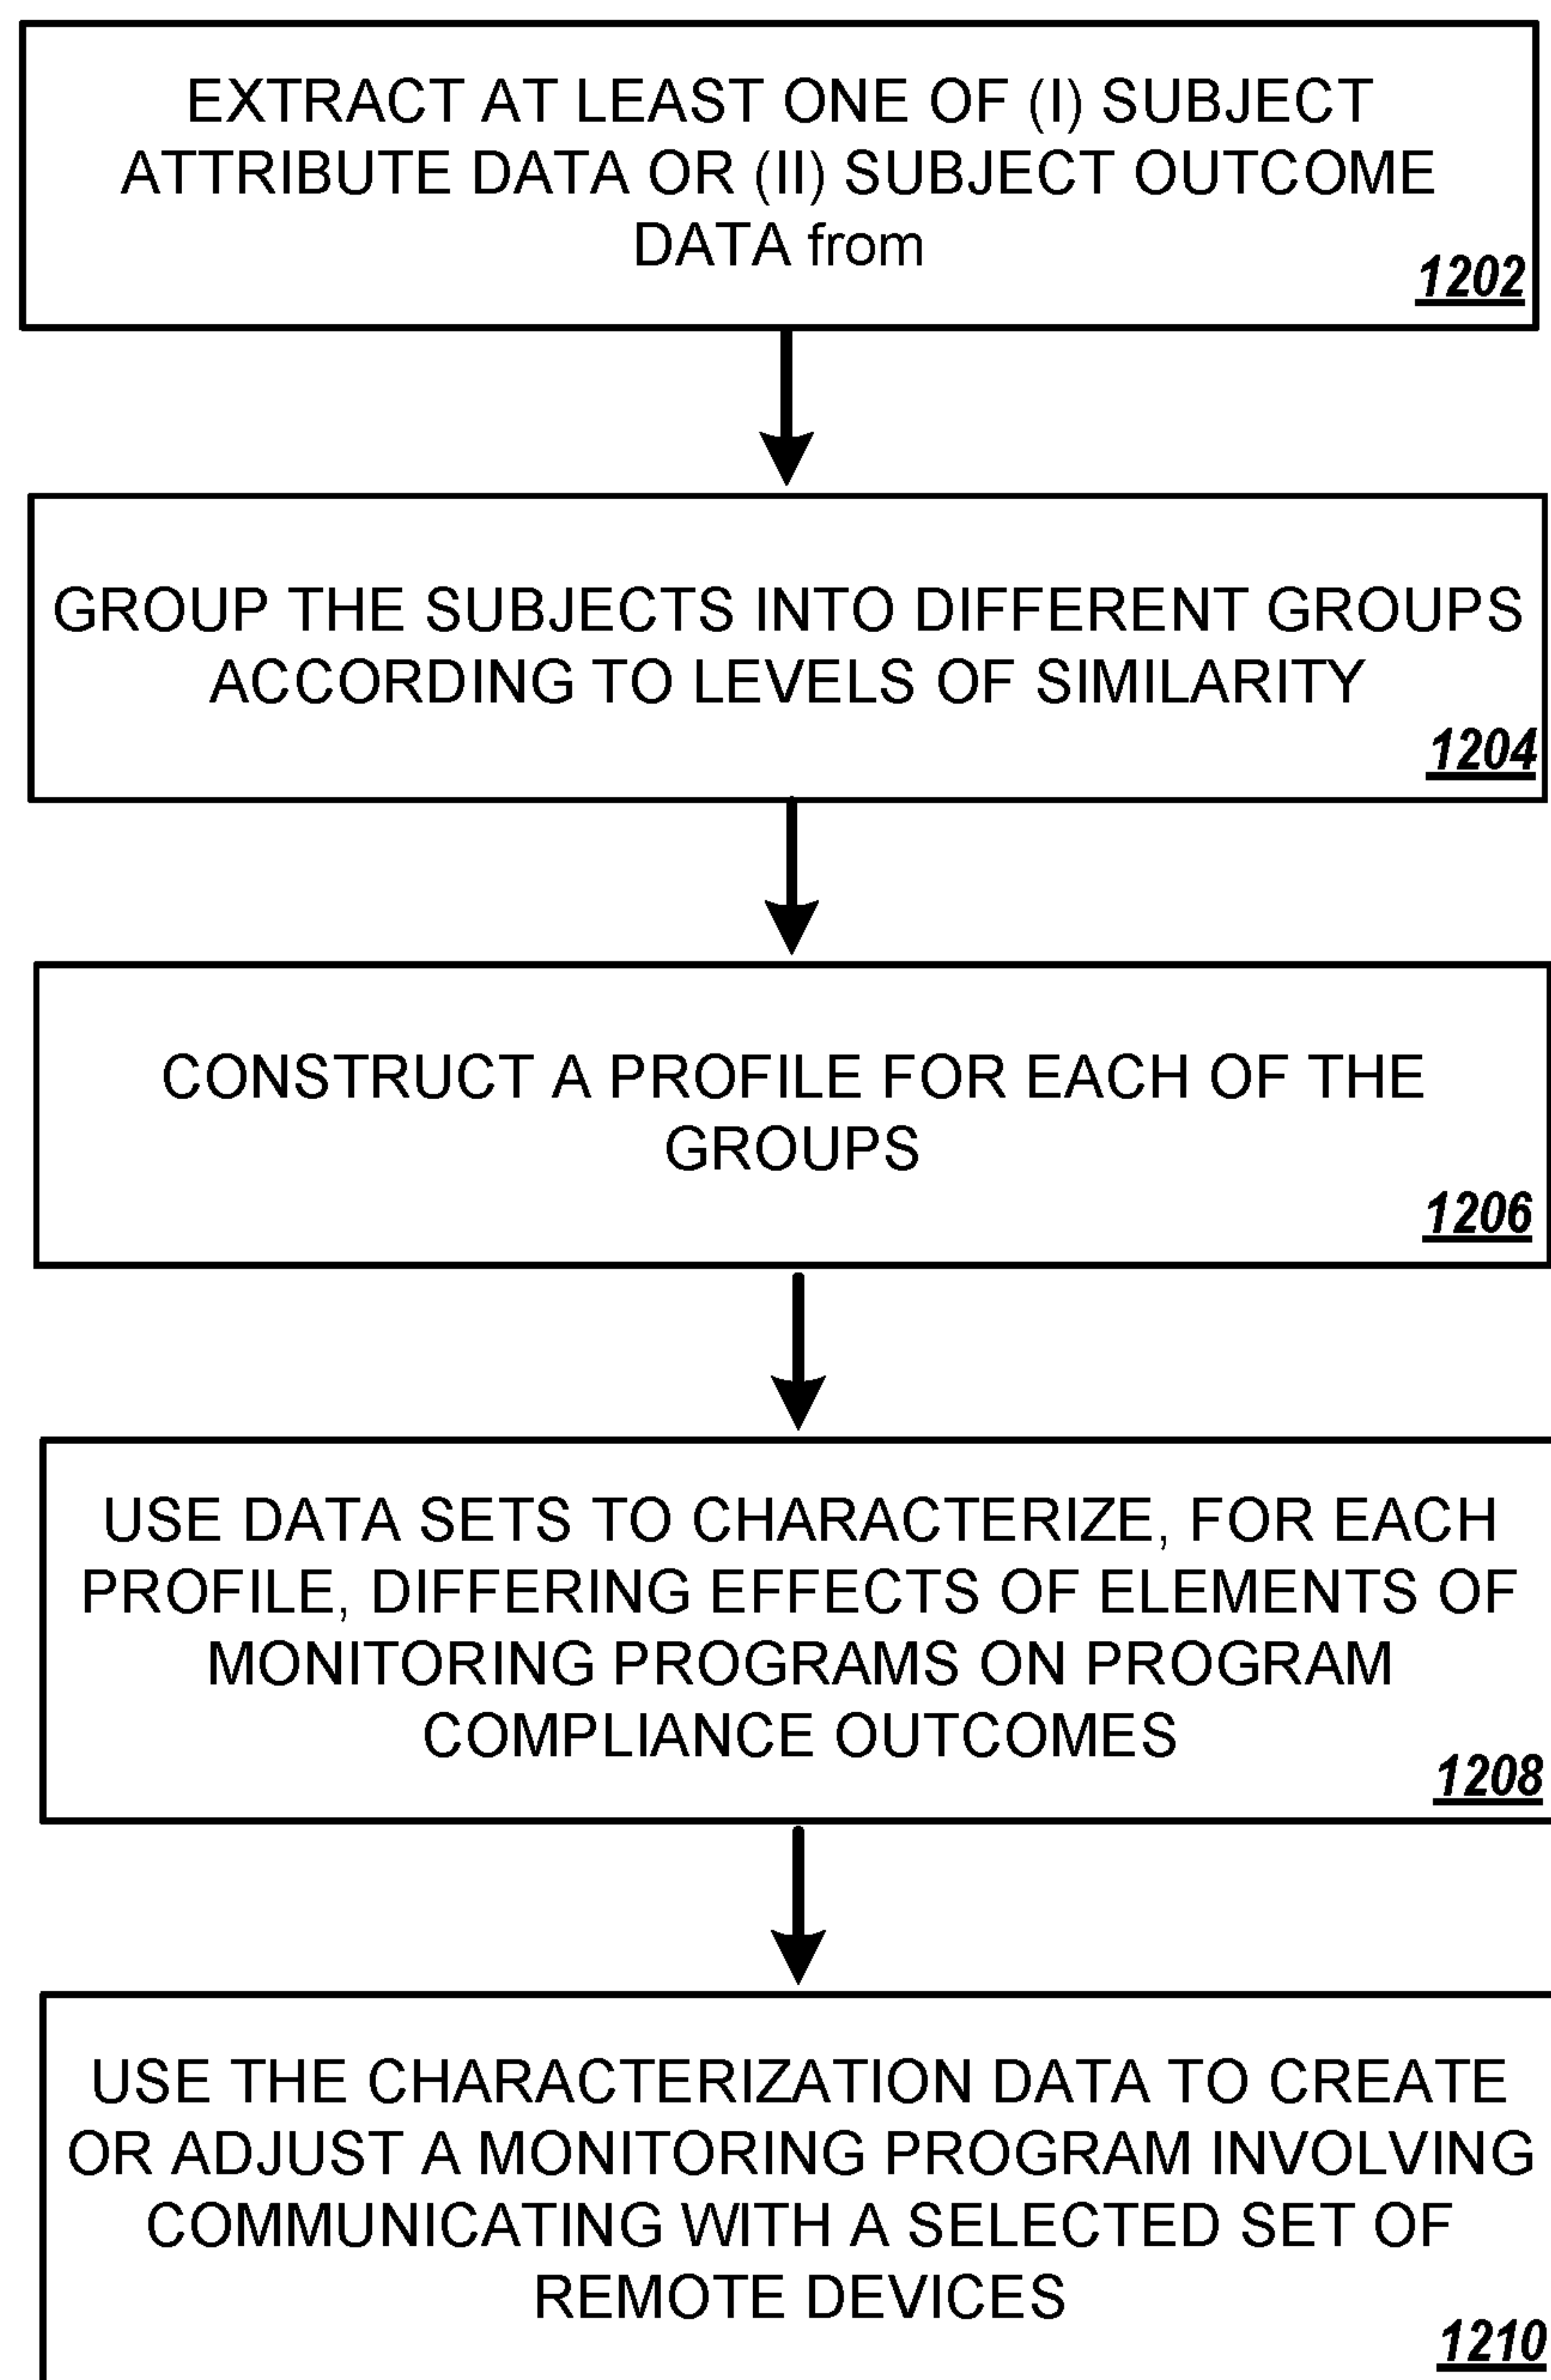 EXTRACT AT LEAST ONE OF (I) SUBJECT
ATTRIBUTE DATA OR (II) SUBJECT OUTCOME
DATA from
1202
GROUP THE SUBJECTS INTO DIFFERENT GROUPS
ACCORDING TO LEVELS OF SIMILARITY
1204
CONSTRUCT A PROFILE FOR EACH OF THE
GROUPS
1206
USE DATA SETS TO CHARACTERIZE, FOR EACH
PROFILE, DIFFERING EFFECTS OF ELEMENTS OF
MONITORING PROGRAMS ON PROGRAM
COMPLIANCE OUTCOMES
1208
USE THE CHARACTERIZATION DATA TO CREATE
OR ADJUST A MONITORING PROGRAM INVOLVING
COMMUNICATING WITH A SELECTED SET OF
REMOTE DEVICES
1210